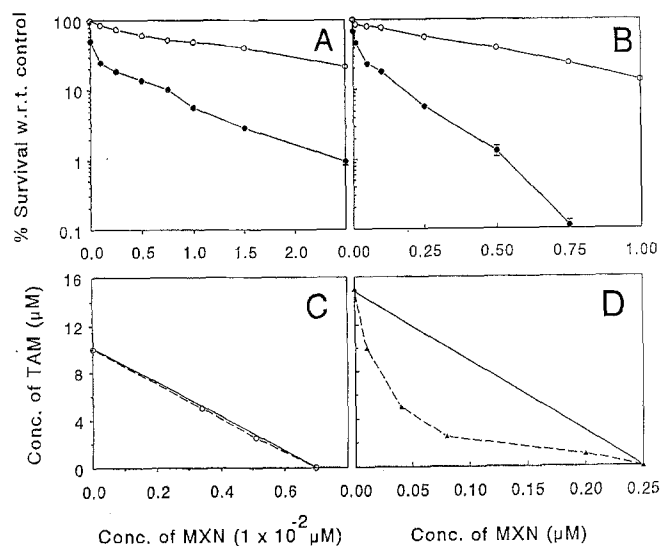 A
B
% Survival w.r.t. control
100
10
1
0.1
0.0 0.5 1.0 1.5 2.0 0.00 0.25 0.50 0.75 1.00
C
D
Conc. of TAM (µM)
16
12
8
4
0
0.0 0.2 0.4 0.6 0.00 0.05 0.10 0.15 0.20 0.25
Conc. of MXN (1 x 10⁻² µM)
Conc. of MXN (µM)